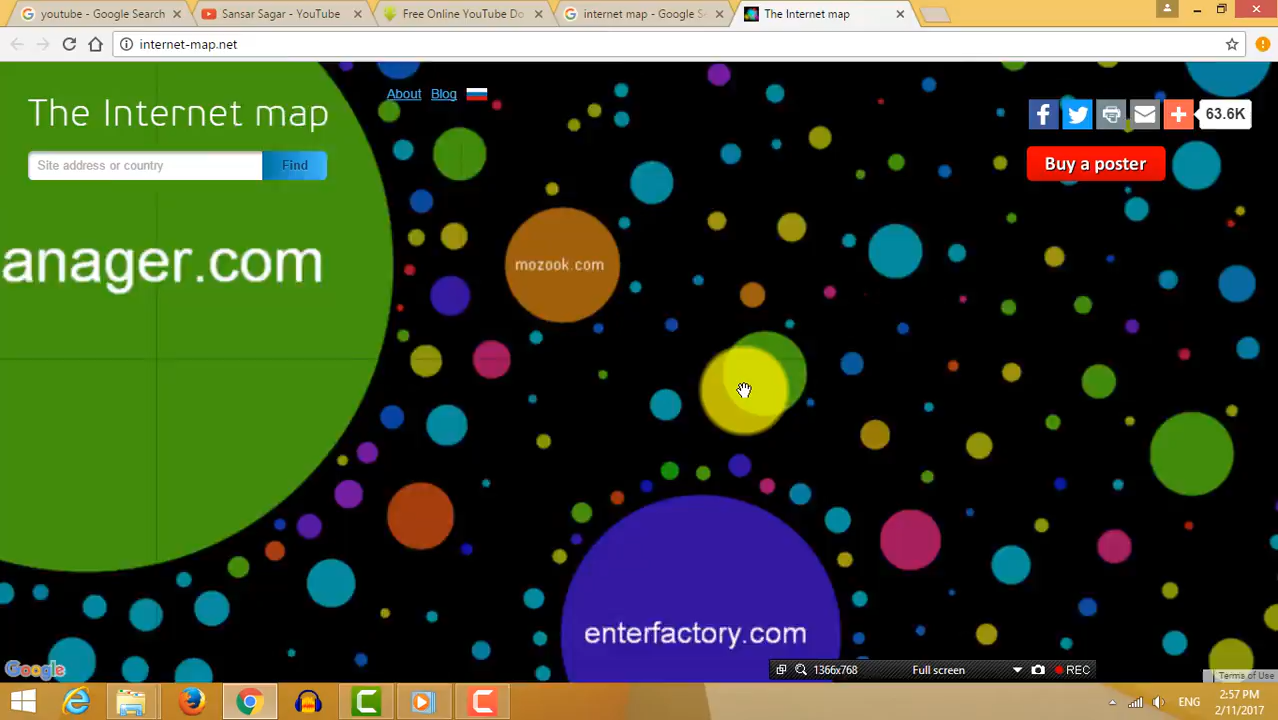 youtube - Google Search
Sansar Sagar - YouTube
Free Online YouTube Do
internet map - Google S
The Internet map
internet-map.net
The Internet map
About
Blog
63.6K
Site address or country
Find
Buy a poster
anager.com
mozook.com
enterfactory.com
Google
1366x768
Full screen
REC
Terms of Use
ENG
2:57 PM
2/11/2017